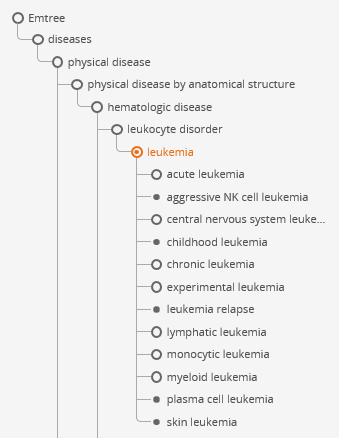 Emtree
diseases
physical disease
physical disease by anatomical structure
hematologic disease
leukocyte disorder
leukemia
acute leukemia
aggressive NK cell leukemia
central nervous system leuke...
childhood leukemia
chronic leukemia
experimental leukemia
leukemia relapse
lymphatic leukemia
monocytic leukemia
myeloid leukemia
plasma cell leukemia
skin leukemia